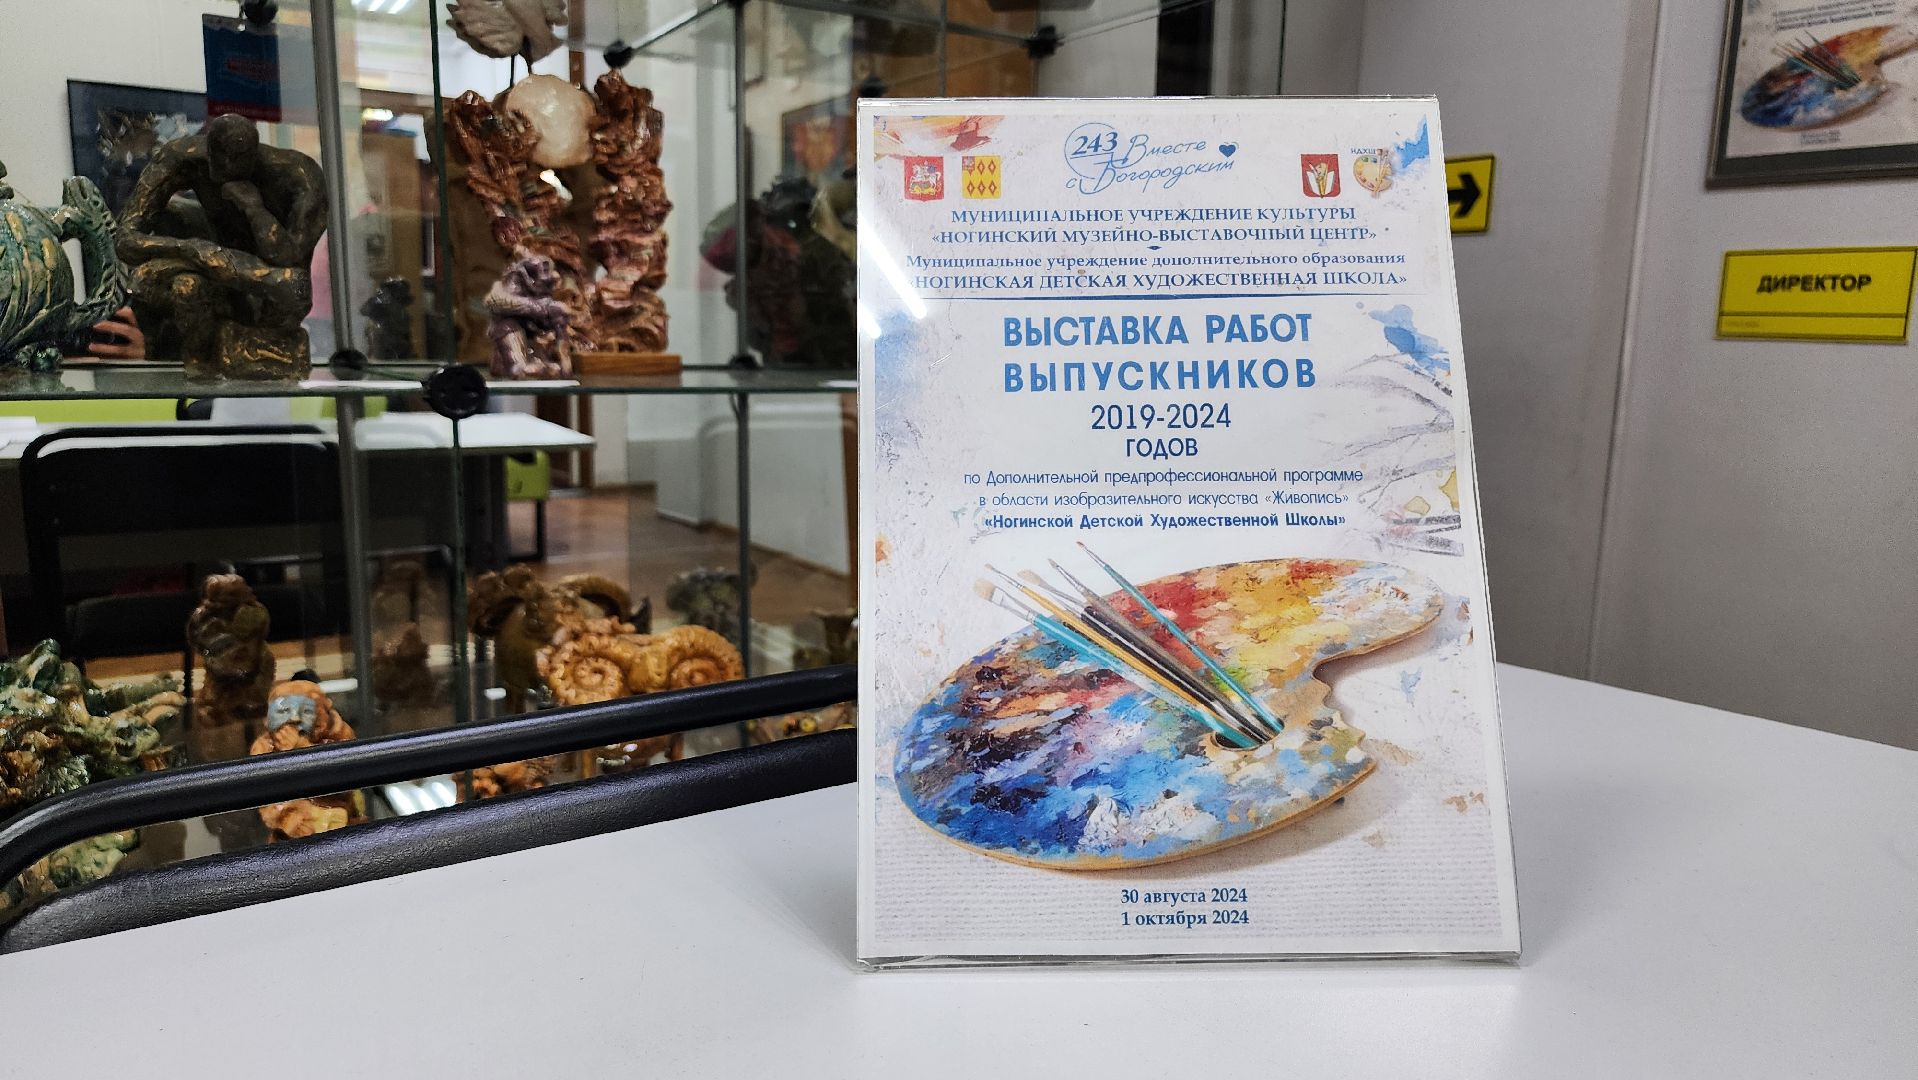 243 Вместе
с Богородским
НДХШ
МУНИЦИПАЛЬНОЕ УЧРЕЖДЕНИЕ КУЛЬТУРЫ
«НОГИНСКИЙ МУЗЕЙНО-ВЫСТАВОЧНЫЙ ЦЕНТР»
Муниципальное учреждение дополнительного образования
«НОГИНСКАЯ ДЕТСКАЯ ХУДОЖЕСТВЕННАЯ ШКОЛА»
ВЫСТАВКА РАБОТ
ВЫПУСКНИКОВ
2019-2024
ГОДОВ
по Дополнительной предпрофессиональной программе
в области изобразительного искусства «Живопись»
«Ногинской Детской Художественной Школы»
30 августа 2024
1 октября 2024
ДИРЕКТОР